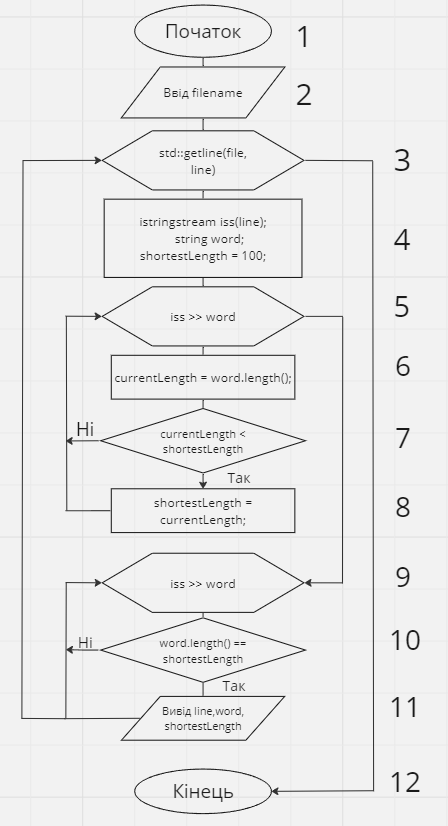 Початок
1
Ввід filename
2
std::getline(file,
line)
3
istringstream iss(line);
string word;
shortestLength = 100;
4
iss >> word
5
currentLength = word.length();
6
currentLength <
shortestLength
7
Ні
Так
shortestLength =
currentLength;
8
iss >> word
9
word.length() ==
shortestLength
10
Ні
Так
Вивід line,word,
shortestLength
11
Кінець
12